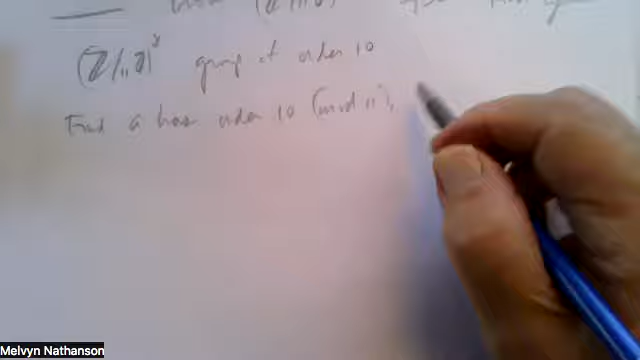 (Z/11Z)^x group of order 10
Find a has order 10 (mod 11),
Melvyn Nathanson